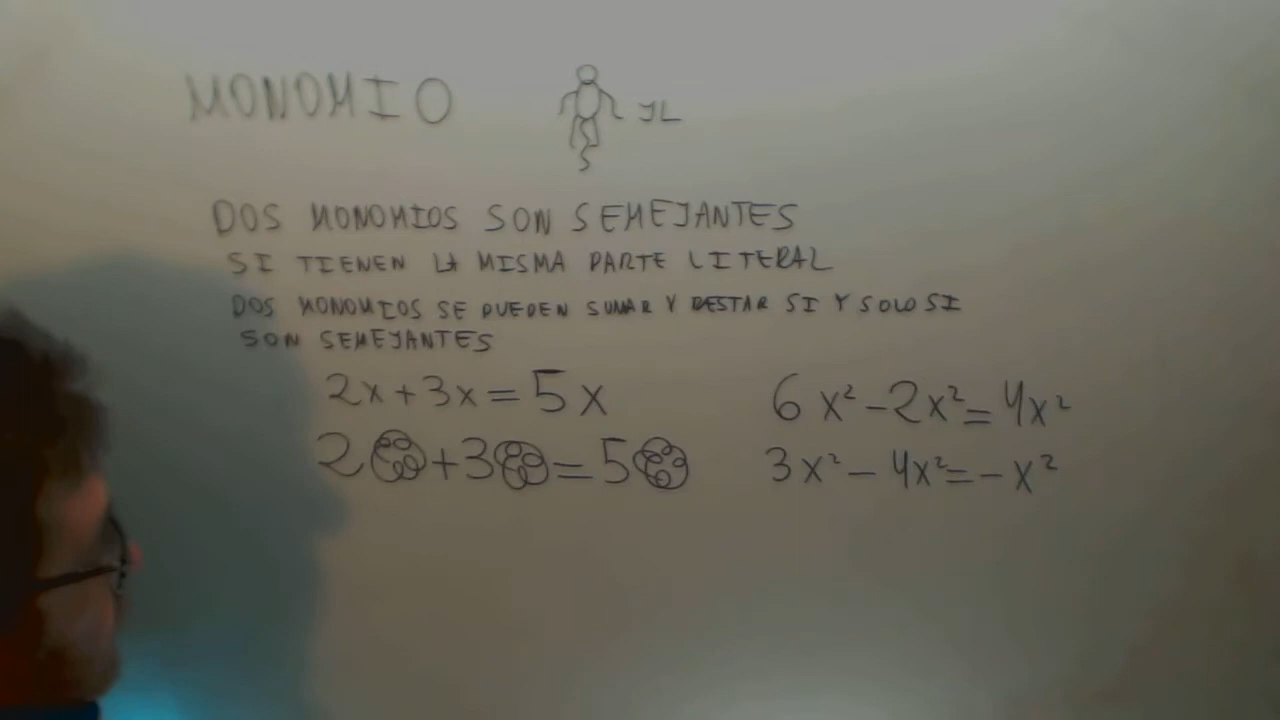 MONOMIO
JL
DOS MONOMIOS SON SEMEJANTES
SI TIENEN LA MISMA PARTE LITERAL
DOS MONOMIOS SE PUEDEN SUMAR Y RESTAR SI Y SOLO SI
SON SEMEJANTES
2x+3x=5x
2 +3 =5
6x²-2x²=4x²
3x²-4x²=-x²